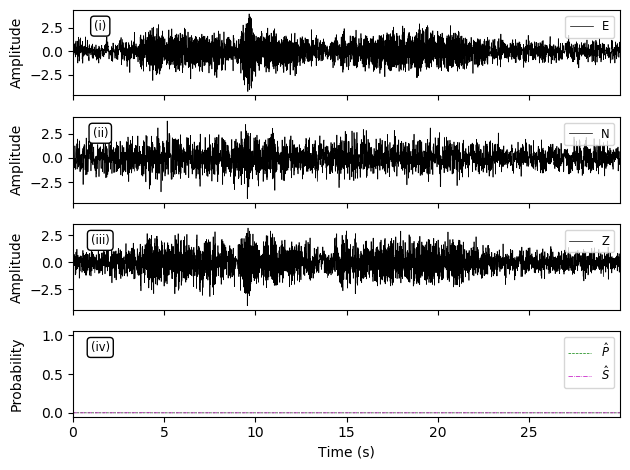 (i)
E
Amplitude
2.5
0.0
−2.5
(ii)
N
Amplitude
2.5
0.0
−2.5
(iii)
Z
Amplitude
2.5
0.0
−2.5
(iv)
P̂
Ŝ
Probability
1.0
0.5
0.0
0 5 10 15 20 25
Time (s)